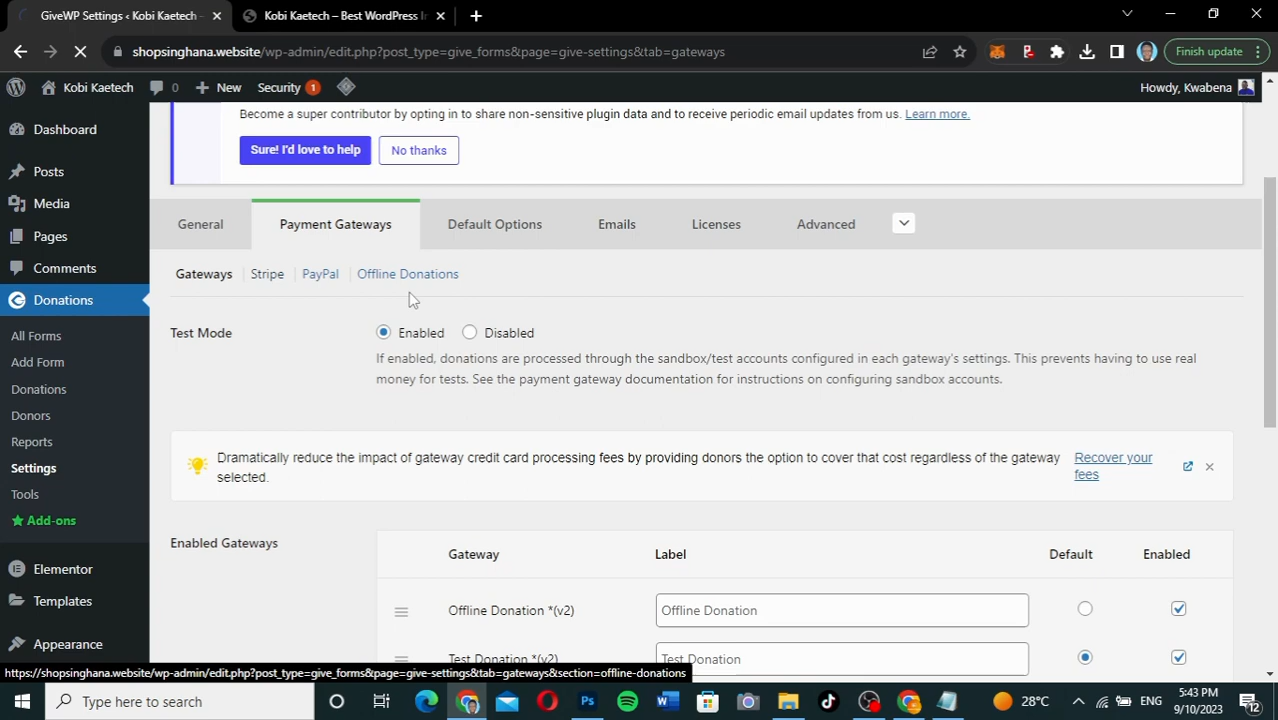 GiveWP Settings ‹ Kobi Kaetech –
Kobi Kaetech – Best WordPress In
shopsinghana.website/wp-admin/edit.php?post_type=give_forms&page=give-settings&tab=gateways
Finish update
Kobi Kaetech
0
New
Security
1
Howdy, Kwabena
Dashboard
Posts
Media
Pages
Comments
Donations
All Forms
Add Form
Donations
Donors
Reports
Settings
Tools
Add-ons
Elementor
Templates
Appearance
Become a super contributor by opting in to share non-sensitive plugin data and to receive periodic email updates from us. Learn more.
Sure! I'd love to help
No thanks
General
Payment Gateways
Default Options
Emails
Licenses
Advanced
Gateways
Stripe
PayPal
Offline Donations
Test Mode
Enabled
Disabled
If enabled, donations are processed through the sandbox/test accounts configured in each gateway's settings. This prevents having to use real
money for tests. See the payment gateway documentation for instructions on configuring sandbox accounts.
Dramatically reduce the impact of gateway credit card processing fees by providing donors the option to cover that cost regardless of the gateway
selected.
Recover your
fees
Enabled Gateways
Gateway
Label
Default
Enabled
Offline Donation *(v2)
Offline Donation
Test Donation *(v2)
Test Donation
https://shopsinghana.website/wp-admin/edit.php?post_type=give_forms&page=give-settings&tab=gateways&section=offline-donations
Type here to search
28°C
ENG
5:43 PM
9/10/2023
12